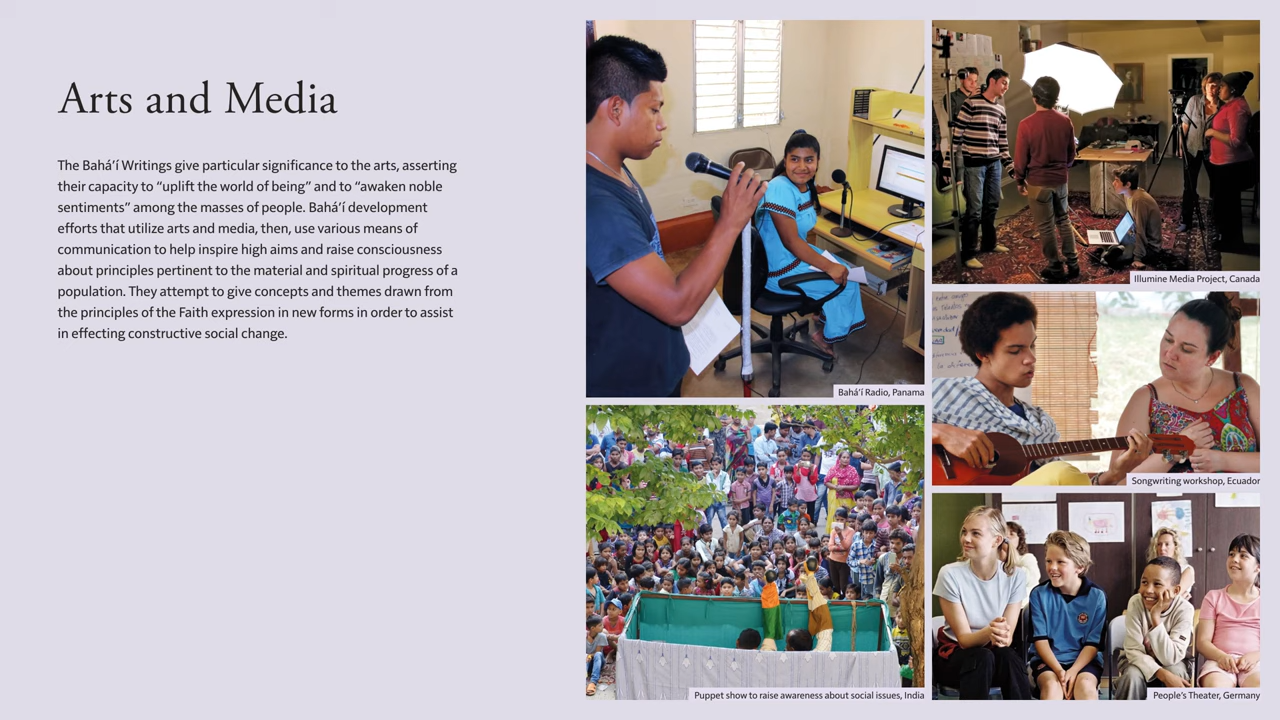 Arts and Media
The Bahá’í Writings give particular significance to the arts, asserting
their capacity to “uplift the world of being” and to “awaken noble
sentiments” among the masses of people. Bahá’í development
efforts that utilize arts and media, then, use various means of
communication to help inspire high aims and raise consciousness
about principles pertinent to the material and spiritual progress of a
population. They attempt to give concepts and themes drawn from
the principles of the Faith expression in new forms in order to assist
in effecting constructive social change.
Bahá’í Radio, Panama
Illumine Media Project, Canada
Songwriting workshop, Ecuador
Puppet show to raise awareness about social issues, India
People’s Theater, Germany